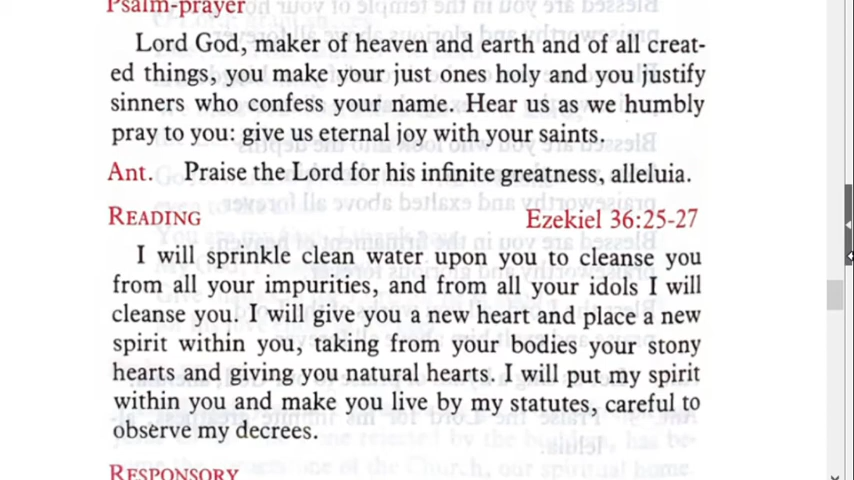 Psalm-prayer
Lord God, maker of heaven and earth and of all creat-
ed things, you make your just ones holy and you justify
sinners who confess your name. Hear us as we humbly
pray to you: give us eternal joy with your saints.
Ant. Praise the Lord for his infinite greatness, alleluia.
READING Ezekiel 36:25-27
I will sprinkle clean water upon you to cleanse you
from all your impurities, and from all your idols I will
cleanse you. I will give you a new heart and place a new
spirit within you, taking from your bodies your stony
hearts and giving you natural hearts. I will put my spirit
within you and make you live by my statutes, careful to
observe my decrees.
RESPONSORY